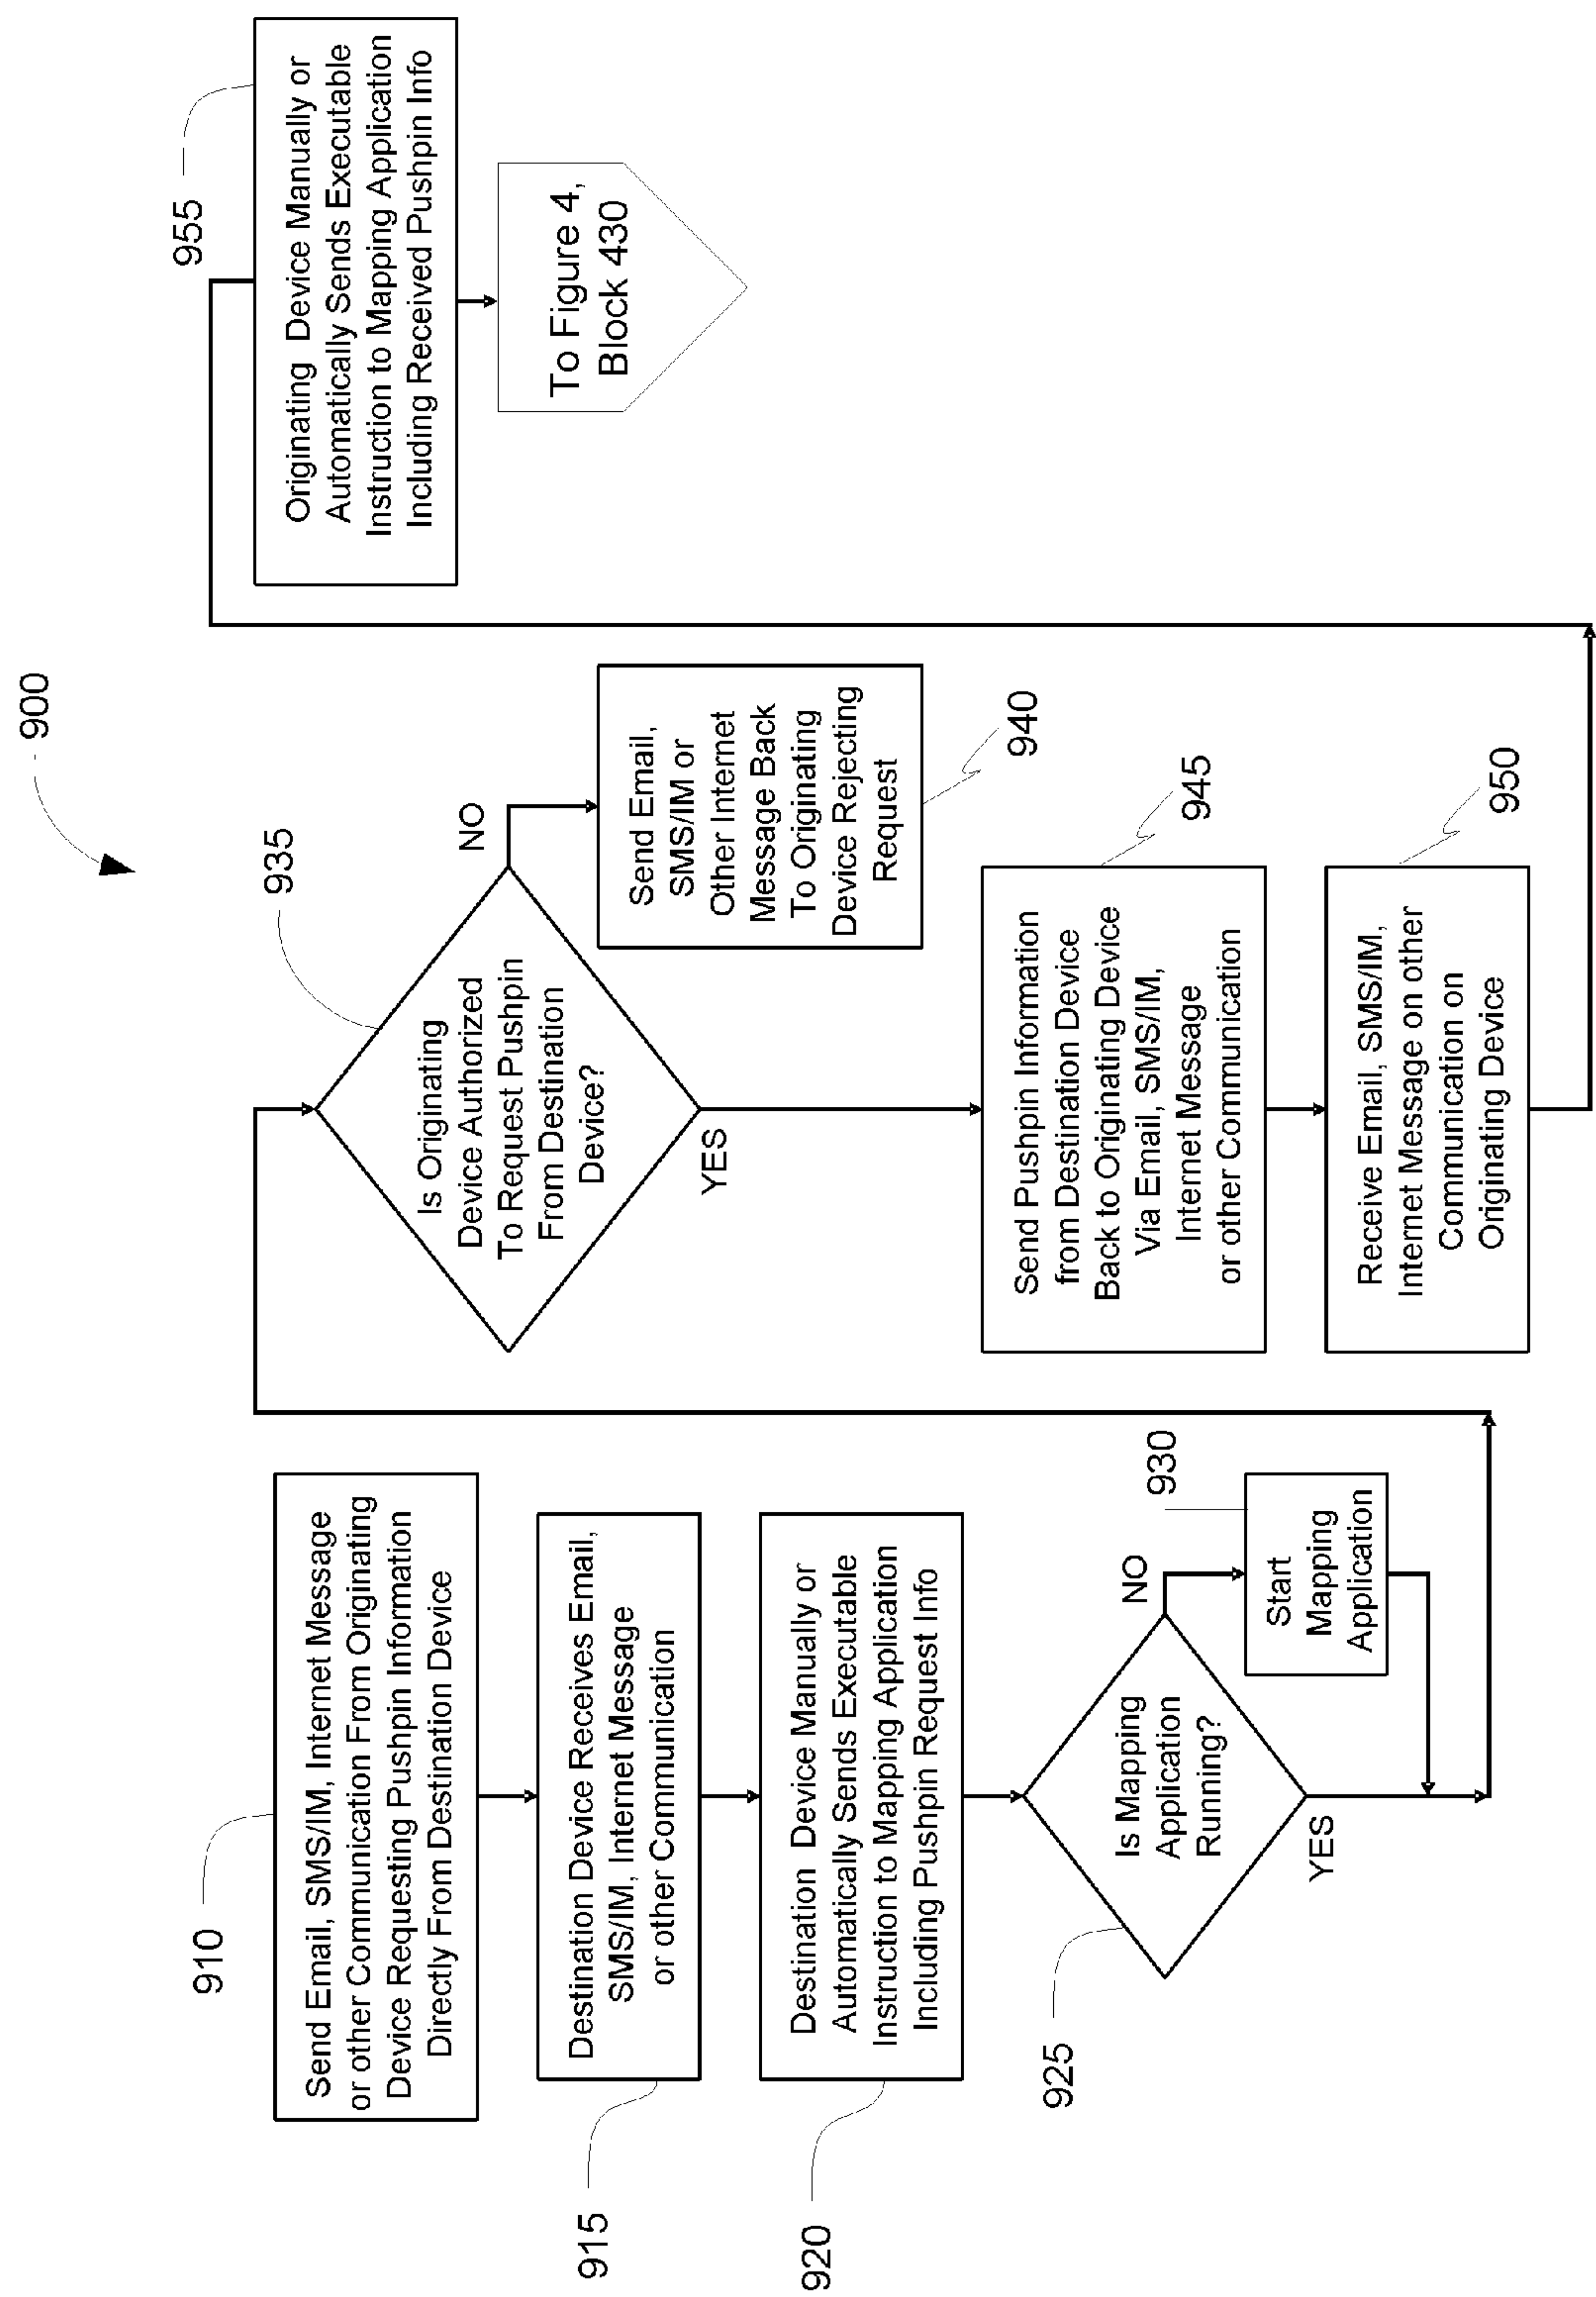 900
910
Send Email, SMS/IM, Internet Message
or other Communication From Originating
Device Requesting Pushpin Information
Directly From Destination Device
915
Destination Device Receives Email,
SMS/IM, Internet Message
or other Communication
920
Destination Device Manually or
Automatically Sends Executable
Instruction to Mapping Application
Including Pushpin Request Info
925
Is Mapping
Application
Running?
NO
YES
930
Start
Mapping
Application
935
Is Originating
Device Authorized
To Request Pushpin
From Destination
Device?
NO
YES
Send Email,
SMS/IM or
Other Internet
Message Back
To Originating
Device Rejecting
Request
940
Send Pushpin Information
from Destination Device
Back to Originating Device
Via Email, SMS/IM,
Internet Message
or other Communication
945
Receive Email, SMS/IM,
Internet Message on other
Communication on
Originating Device
950
955
Originating Device Manually or
Automatically Sends Executable
Instruction to Mapping Application
Including Received Pushpin Info
To Figure 4,
Block 430